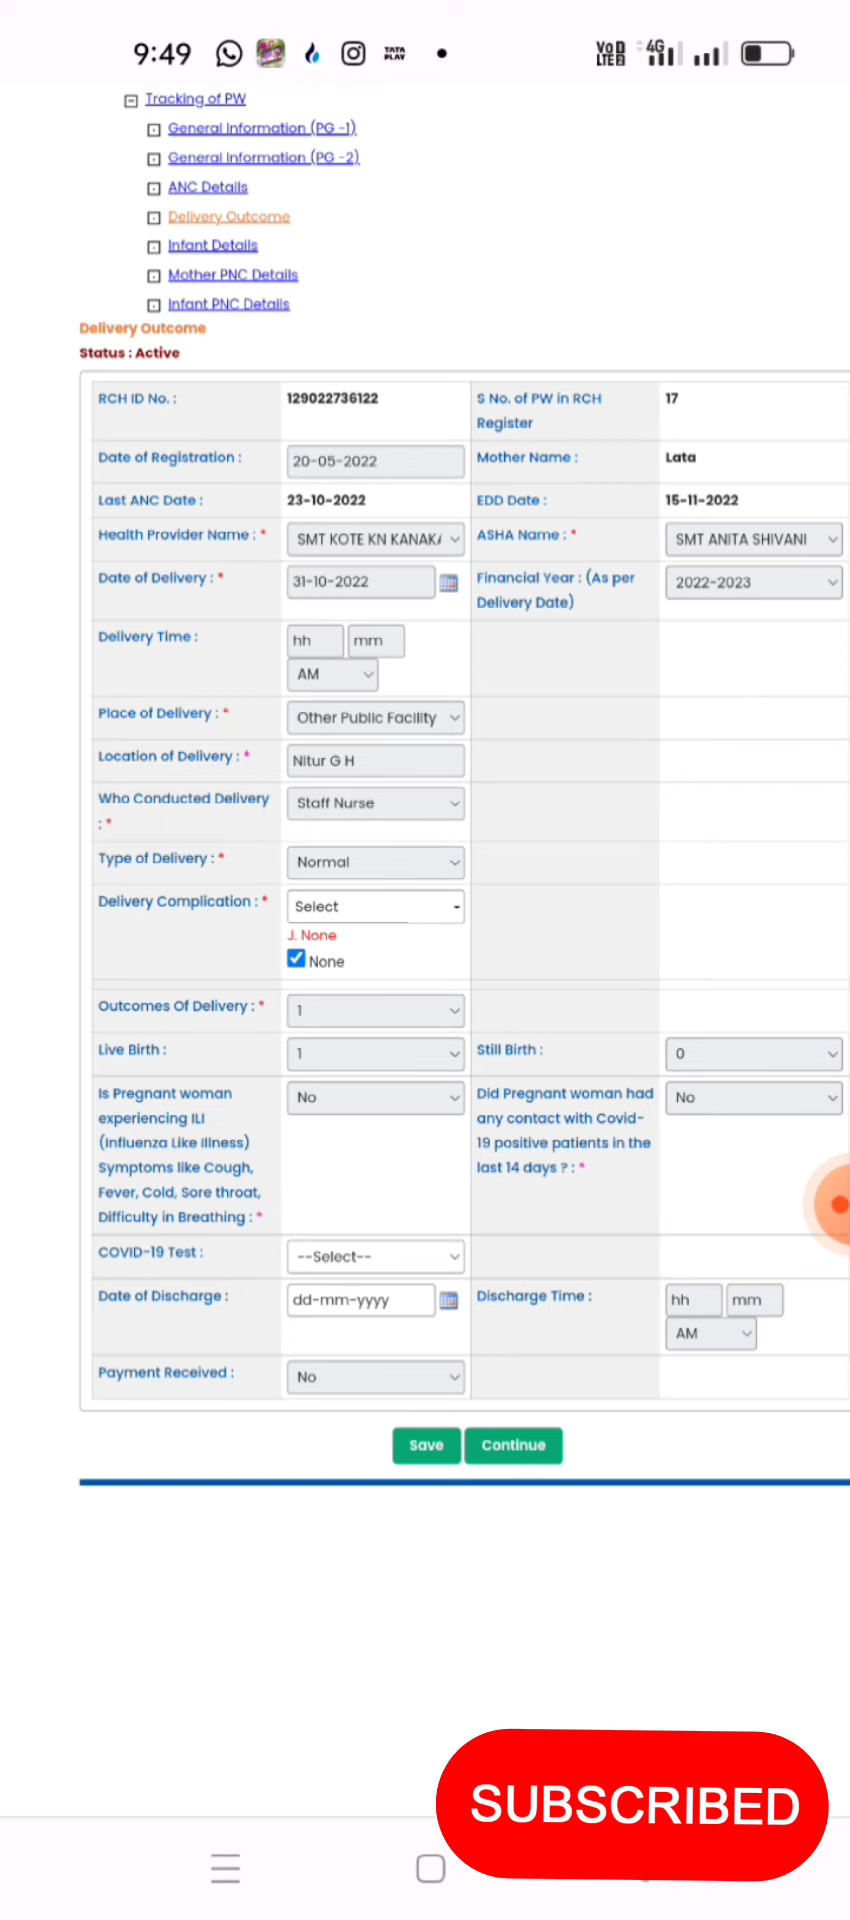 9:49 TATA PLAY VoD LTE2 4G
Tracking of PW
General Information (PG -1)
General Information (PG -2)
ANC Details
Delivery Outcome
Infant Details
Mother PNC Details
Infant PNC Details
Delivery Outcome
Status : Active
RCH ID No. : 129022736122 S No. of PW in RCH 17
Register
Date of Registration : 20-05-2022 Mother Name : Lata
Last ANC Date : 23-10-2022 EDD Date : 15-11-2022
Health Provider Name : * SMT KOTE KN KANAKA ASHA Name : * SMT ANITA SHIVANI
Date of Delivery : * 31-10-2022 Financial Year : (As per 2022-2023
Delivery Date)
Delivery Time : hh mm
AM
Place of Delivery : * Other Public Facility
Location of Delivery : * Nitur G H
Who Conducted Delivery Staff Nurse
: *
Type of Delivery : * Normal
Delivery Complication : * Select
J. None
None
Outcomes Of Delivery : * 1
Live Birth : 1 Still Birth : 0
Is Pregnant woman No Did Pregnant woman had No
experiencing ILI any contact with Covid-
(Influenza Like Illness) 19 positive patients in the
Symptoms like Cough, last 14 days ? : *
Fever, Cold, Sore throat,
Difficulty in Breathing : *
COVID-19 Test : --Select--
Date of Discharge : dd-mm-yyyy Discharge Time : hh mm
AM
Payment Received : No
Save Continue
SUBSCRIBED